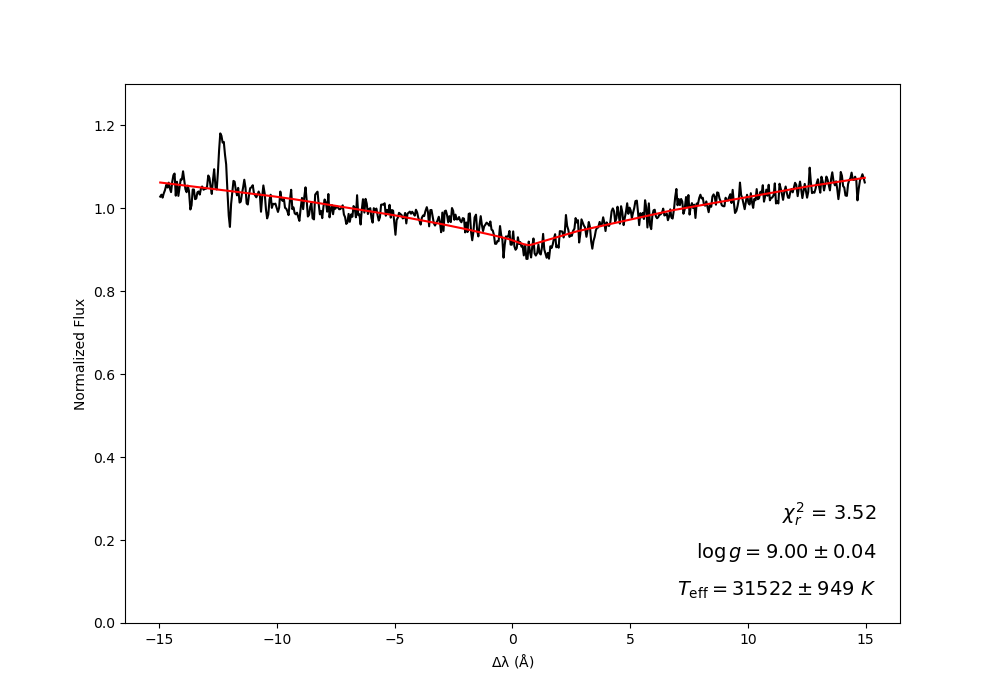 Normalized Flux
1.2
1.0
0.8
0.6
0.4
0.2
0.0
χ²ᵣ = 3.52
log g = 9.00 ± 0.04
T_eff = 31522 ± 949 K
−15 −10 −5 0 5 10 15
Δλ (Å)